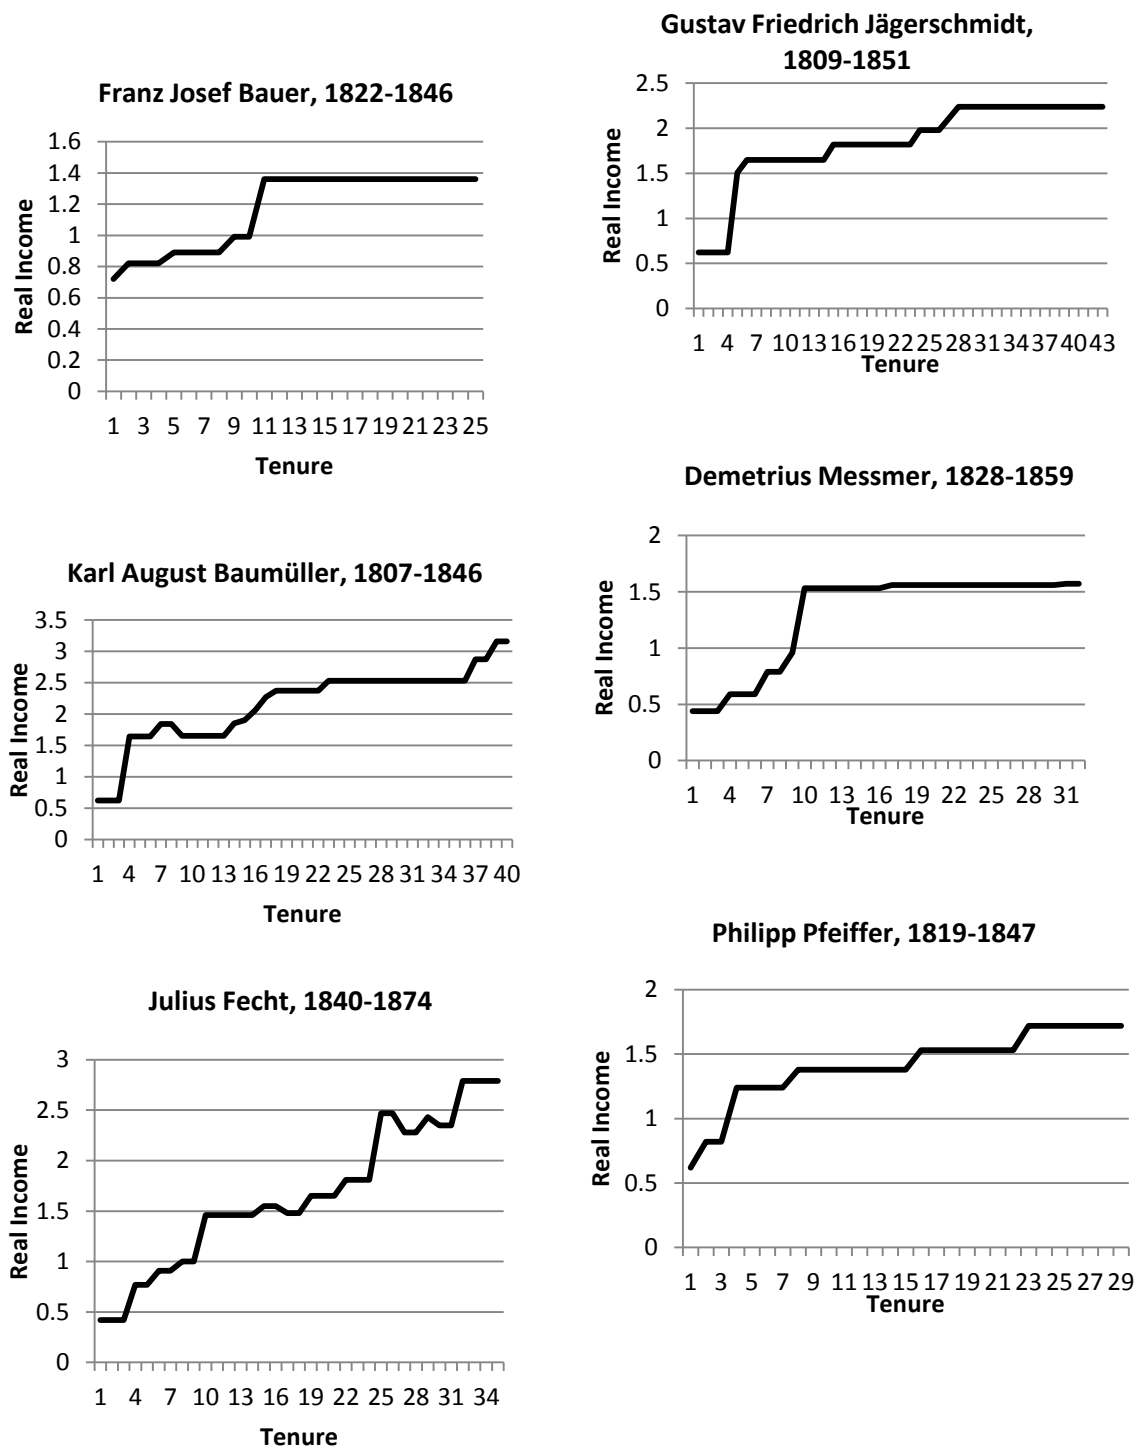 Franz Josef Bauer, 1822-1846
Real Income
1.6
1.4
1.2
1
0.8
0.6
0.4
0.2
0
1 3 5 7 9 11 13 15 17 19 21 23 25
Tenure
Karl August Baumüller, 1807-1846
Real Income
3.5
3
2.5
2
1.5
1
0.5
0
1 4 7 10 13 16 19 22 25 28 31 34 37 40
Tenure
Julius Fecht, 1840-1874
Real Income
3
2.5
2
1.5
1
0.5
0
1 4 7 10 13 16 19 22 25 28 31 34
Tenure
Gustav Friedrich Jägerschmidt,
1809-1851
Real Income
2.5
2
1.5
1
0.5
0
1 4 7 10 13 16 19 22 25 28 31 34 37 40 43
Tenure
Demetrius Messmer, 1828-1859
Real Income
2
1.5
1
0.5
0
1 4 7 10 13 16 19 22 25 28 31
Tenure
Philipp Pfeiffer, 1819-1847
Real Income
2
1.5
1
0.5
0
1 3 5 7 9 11 13 15 17 19 21 23 25 27 29
Tenure